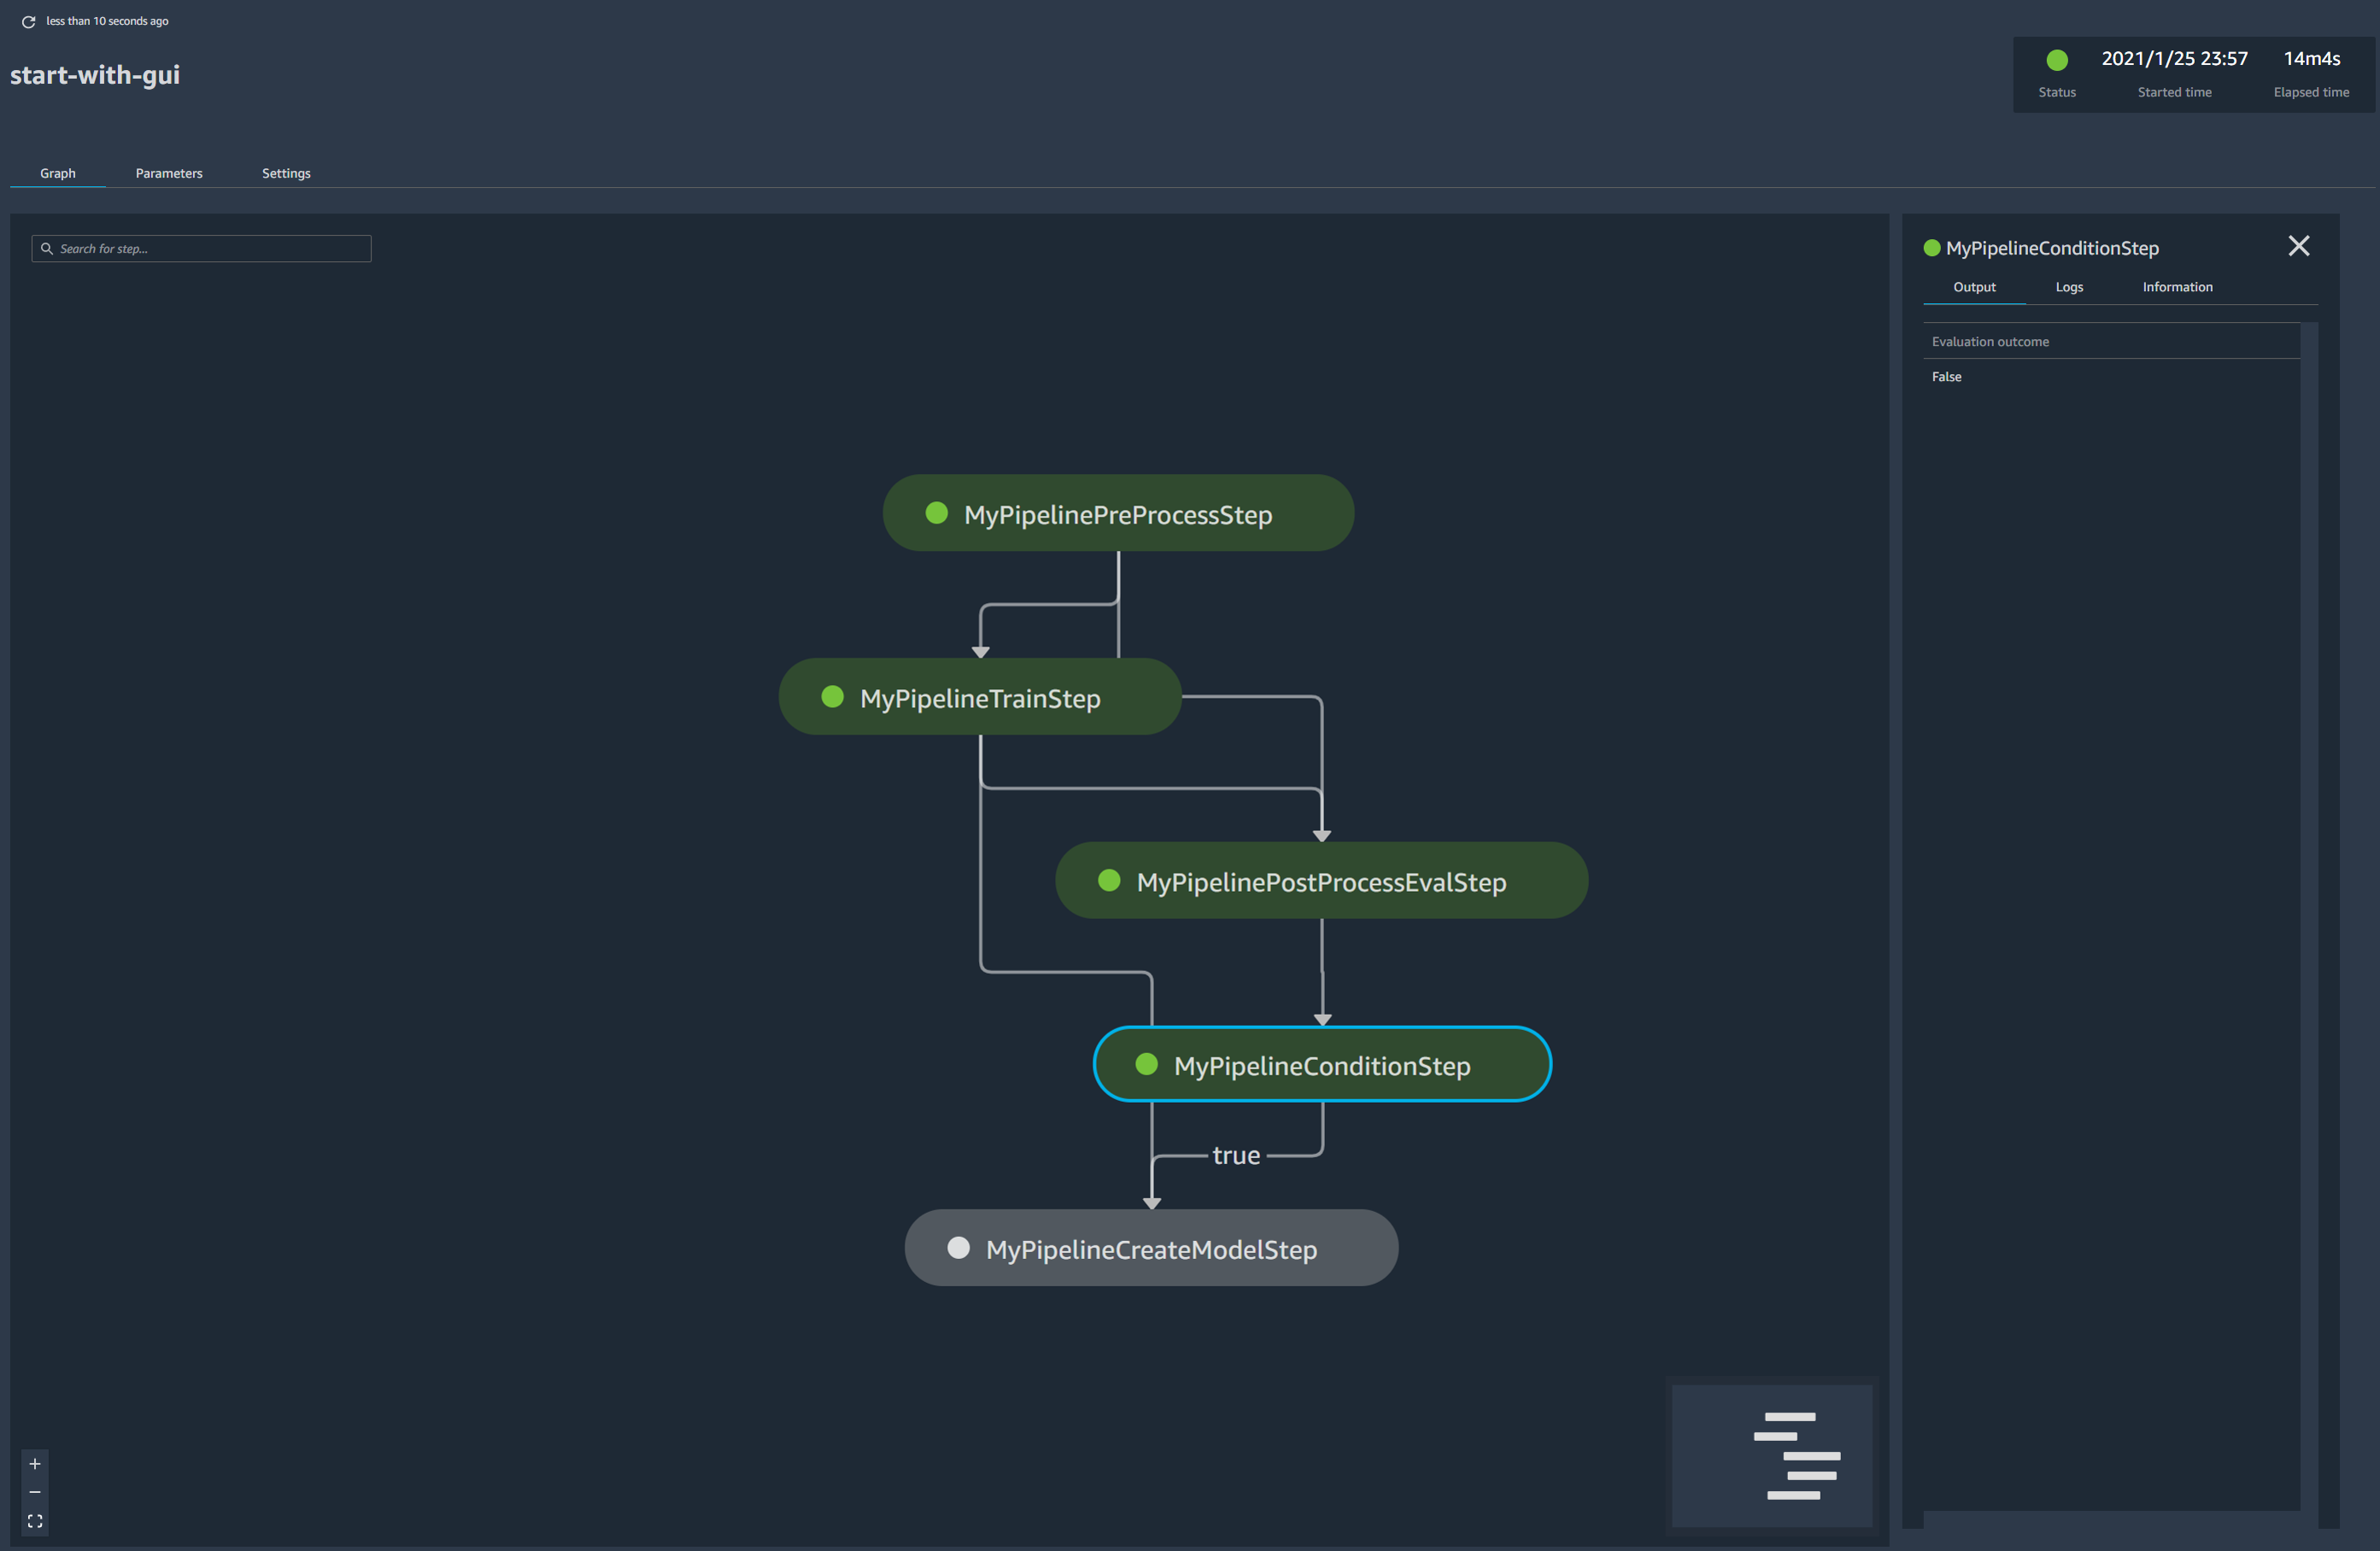 less than 10 seconds ago
start-with-gui
2021/1/25 23:57 14m4s
Status Started time Elapsed time
Graph Parameters Settings
Search for step...
MyPipelineConditionStep
Output Logs Information
Evaluation outcome
False
MyPipelinePreProcessStep
MyPipelineTrainStep
MyPipelinePostProcessEvalStep
MyPipelineConditionStep
true
MyPipelineCreateModelStep